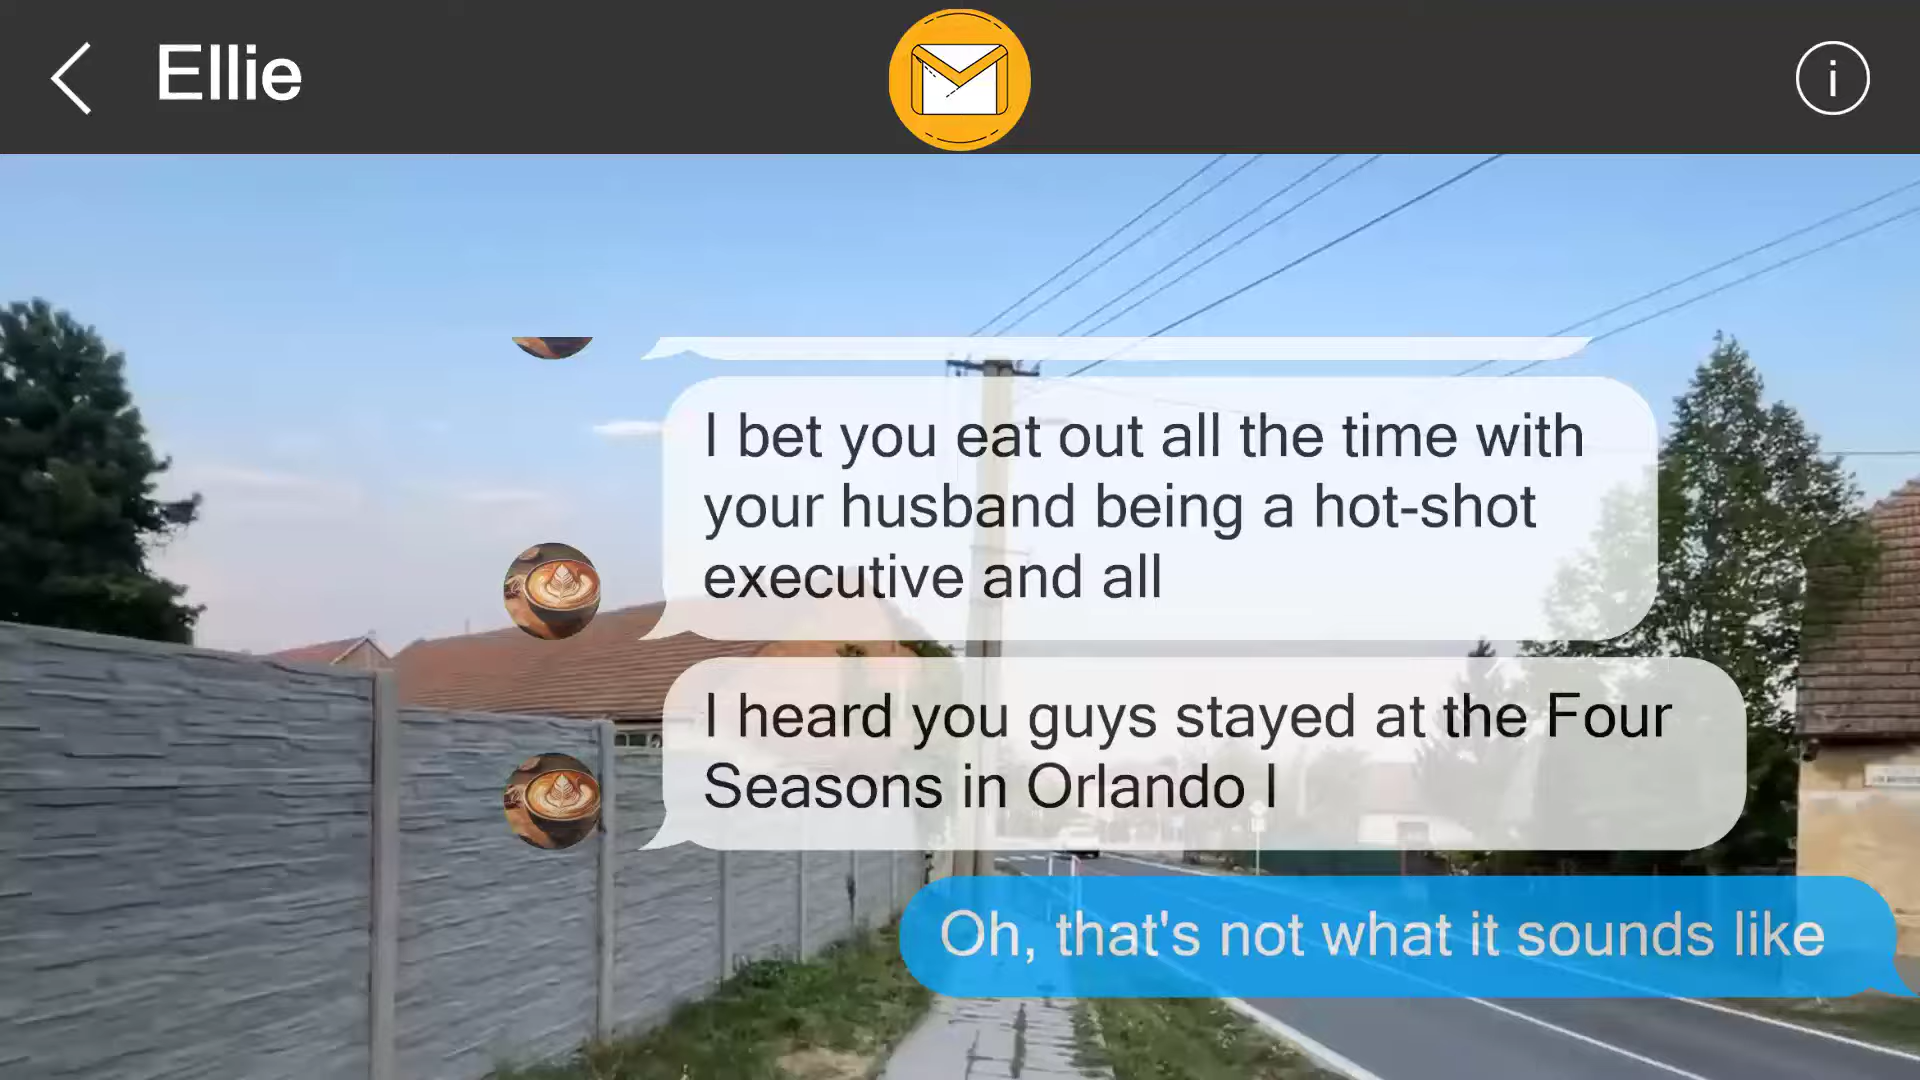 Ellie
i
I bet you eat out all the time with
your husband being a hot-shot
executive and all
I heard you guys stayed at the Four
Seasons in Orlando I
Oh, that's not what it sounds like